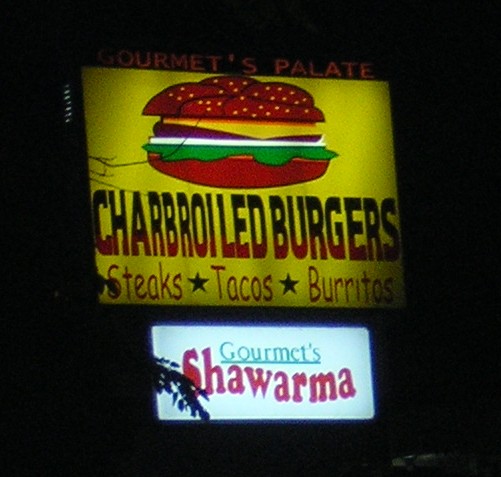 GOURMET'S PALATE
CHARBROILED BURGERS
Steaks ★ Tacos ★ Burritos
Gourmet's
Shawarma